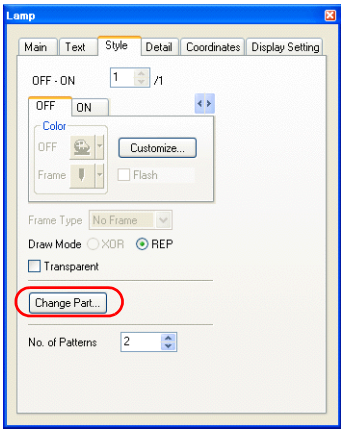 Lamp
Main Text Style Detail Coordinates Display Setting
OFF - ON 1 /1
OFF ON
Color
OFF Customize...
Frame Flash
Frame Type No Frame
Draw Mode XOR REP
Transparent
Change Part...
No. of Patterns 2